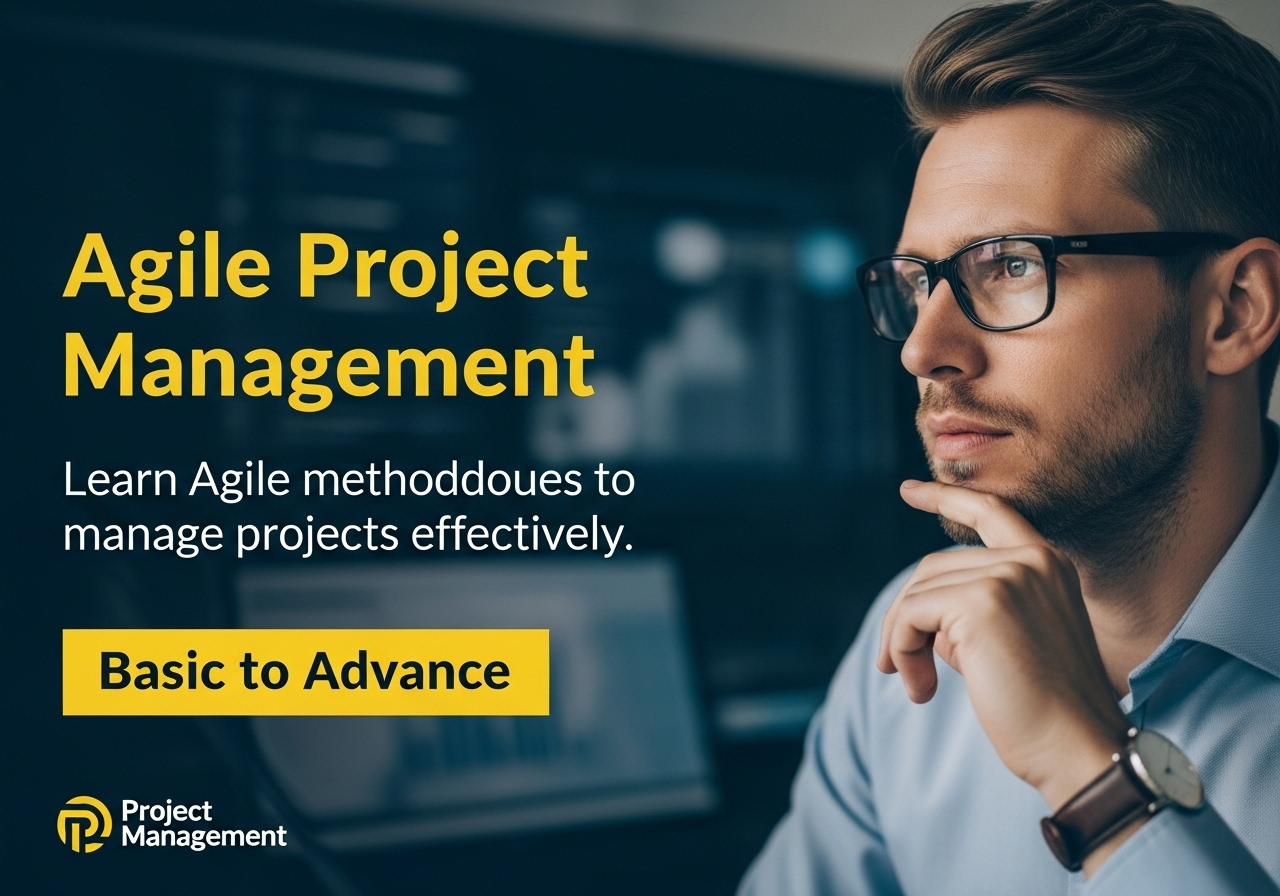 Agile Project
Management
Learn Agile methoddoues to
manage projects effectively.
Basic to Advance
Project
Management